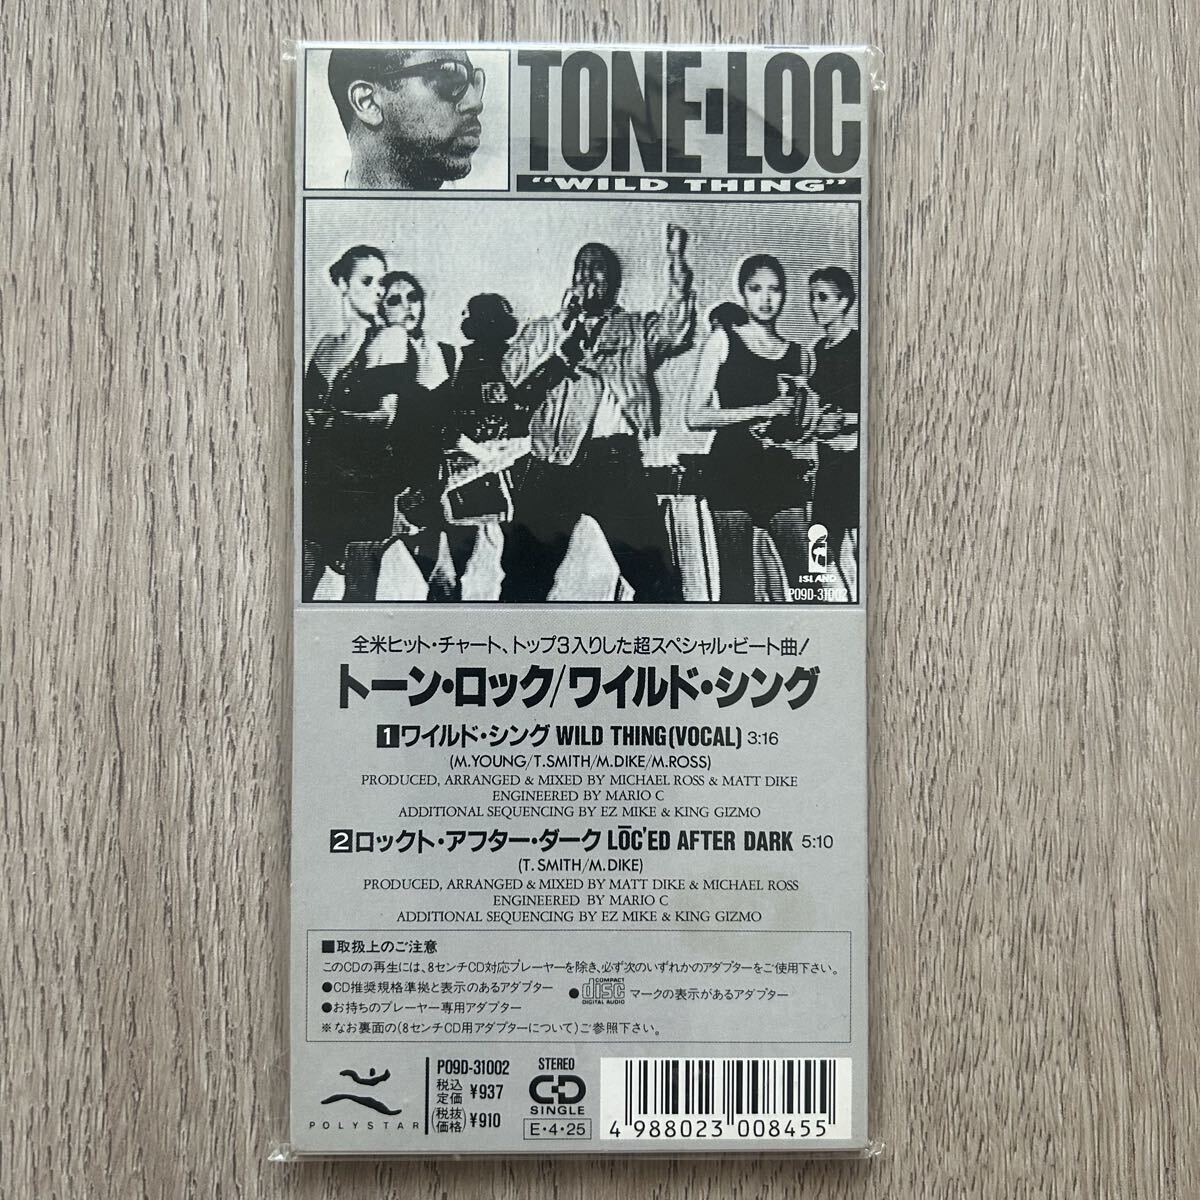 TONE-LOC
"WILD THING"
ISLAND
P09D-31002
全米ヒット・チャート、トップ3入りした超スペシャル・ビート曲!
トーン・ロック/ワイルド・シング
1 ワイルド・シング WILD THING(VOCAL) 3:16
(M.YOUNG/T.SMITH/M.DIKE/M.ROSS)
PRODUCED, ARRANGED & MIXED BY MICHAEL ROSS & MATT DIKE
ENGINEERED BY MARIO C
ADDITIONAL SEQUENCING BY EZ MIKE & KING GIZMO
2 ロックト・アフター・ダーク LŌC'ED AFTER DARK 5:10
(T. SMITH/M.DIKE)
PRODUCED, ARRANGED & MIXED BY MATT DIKE & MICHAEL ROSS
ENGINEERED BY MARIO C
ADDITIONAL SEQUENCING BY EZ MIKE & KING GIZMO
■取扱上のご注意
このCDの再生には、8センチCD対応プレーヤーを除き、必ず次のいずれかのアダプターをご使用下さい。
●CD推奨規格準拠と表示のあるアダプター ●COMPACT disc DIGITAL AUDIO マークの表示があるアダプター
●お持ちのプレーヤー専用アダプター
※なお裏面の(8センチCD用アダプターについて)ご参照下さい。
POLYSTAR
P09D-31002
税込定価 ¥937
(税抜価格) ¥910
STEREO
CD
SINGLE
E・4・25
4 988023 008455